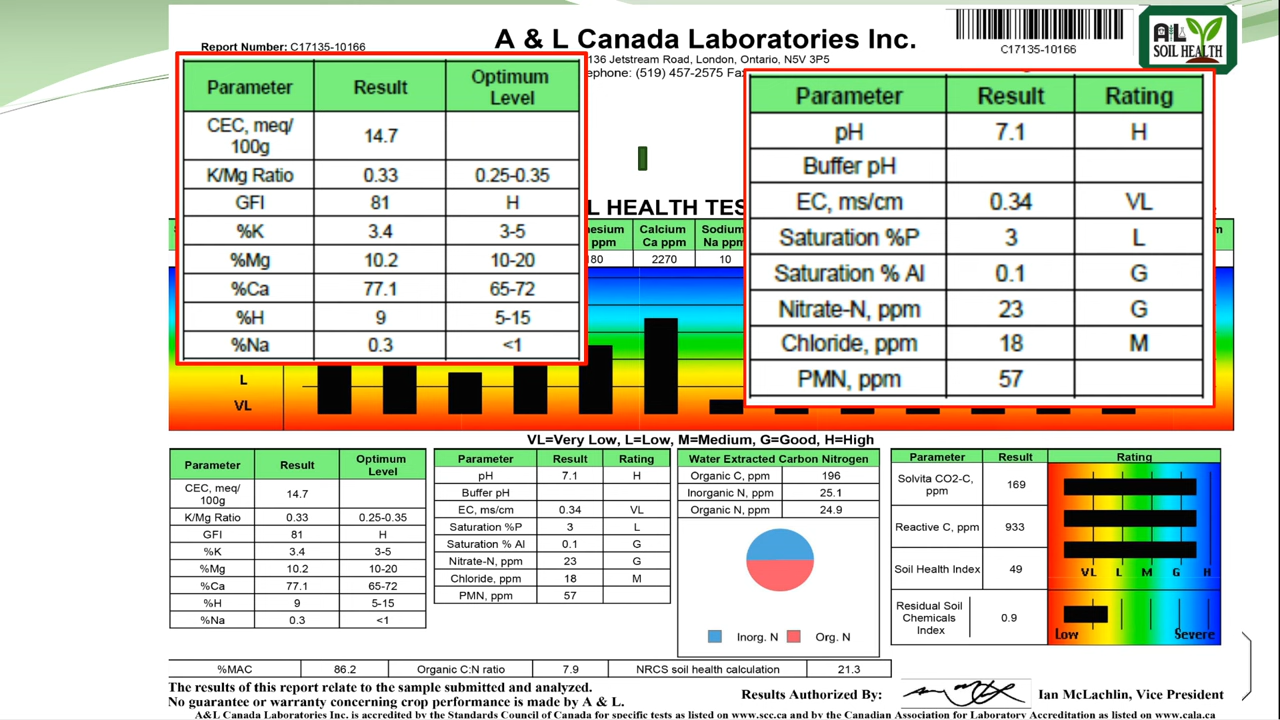 Report Number: C17135-10166
A & L Canada Laboratories Inc.
136 Jetstream Road, London, Ontario, N5V 3P5
ephone: (519) 457-2575 Fax
C17135-10166
A L
SOIL HEALTH
Parameter Result Optimum Level
CEC, meq/ 100g 14.7
K/Mg Ratio 0.33 0.25-0.35
GFI 81 H
%K 3.4 3-5
%Mg 10.2 10-20
%Ca 77.1 65-72
%H 9 5-15
%Na 0.3 <1
Parameter Result Rating
pH 7.1 H
Buffer pH
EC, ms/cm 0.34 VL
Saturation %P 3 L
Saturation % Al 0.1 G
Nitrate-N, ppm 23 G
Chloride, ppm 18 M
PMN, ppm 57
L HEALTH TES
esium ppm Calcium Ca ppm Sodium Na ppm
180 2270 10
L
VL
VL=Very Low, L=Low, M=Medium, G=Good, H=High
Parameter Result Optimum Level
CEC, meq/ 100g 14.7
K/Mg Ratio 0.33 0.25-0.35
GFI 81 H
%K 3.4 3-5
%Mg 10.2 10-20
%Ca 77.1 65-72
%H 9 5-15
%Na 0.3 <1
Parameter Result Rating
pH 7.1 H
Buffer pH
EC, ms/cm 0.34 VL
Saturation %P 3 L
Saturation % Al 0.1 G
Nitrate-N, ppm 23 G
Chloride, ppm 18 M
PMN, ppm 57
Water Extracted Carbon Nitrogen
Organic C, ppm 196
Inorganic N, ppm 25.1
Organic N, ppm 24.9
Inorg. N Org. N
Parameter Result Rating
Solvita CO2-C, ppm 169
Reactive C, ppm 933
Soil Health Index 49
VL L M G H
Residual Soil Chemicals Index 0.9
Low Severe
%MAC 86.2 Organic C:N ratio 7.9 NRCS soil health calculation 21.3
The results of this report relate to the sample submitted and analyzed.
No guarantee or warranty concerning crop performance is made by A & L.
Results Authorized By: Ian McLachlin, Vice President
A&L Canada Laboratories Inc. is accredited by the Standards Council of Canada for specific tests as listed on www.scc.ca and by the Canadian Association for Laboratory Accreditation as listed on www.cala.ca